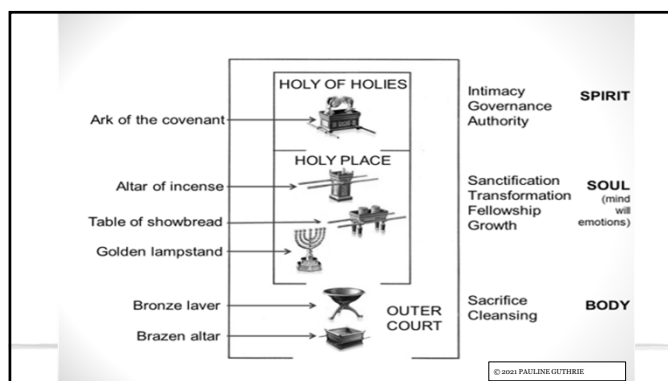 HOLY OF HOLIES
Ark of the covenant
Intimacy
Governance
Authority
SPIRIT
HOLY PLACE
Altar of incense
Table of showbread
Golden lampstand
Sanctification
Transformation
Fellowship
Growth
SOUL
(mind
will
emotions)
Bronze laver
Brazen altar
OUTER
COURT
Sacrifice
Cleansing
BODY
© 2021 PAULINE GUTHRIE